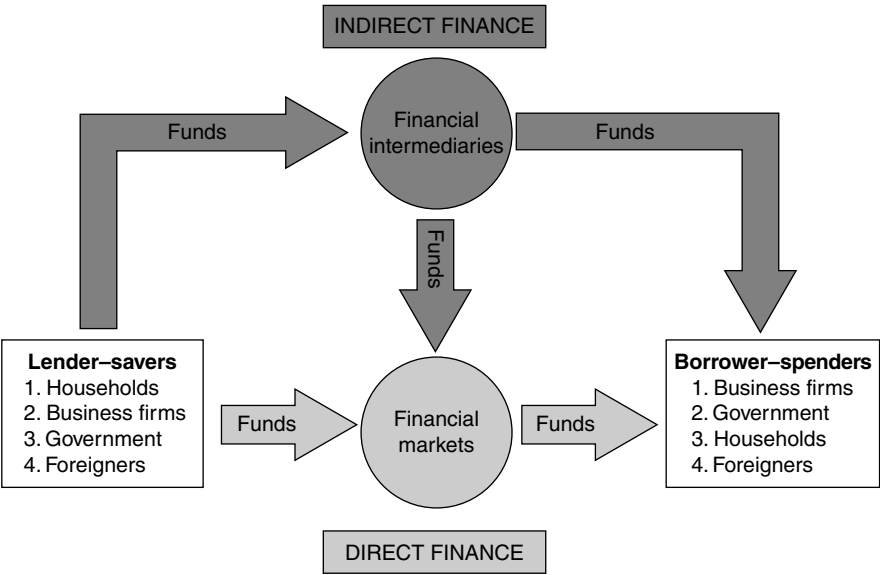 INDIRECT FINANCE
Financial
intermediaries
Funds
Funds
Funds
Lender–savers
1. Households
2. Business firms
3. Government
4. Foreigners
Funds
Financial
markets
Funds
Borrower–spenders
1. Business firms
2. Government
3. Households
4. Foreigners
DIRECT FINANCE